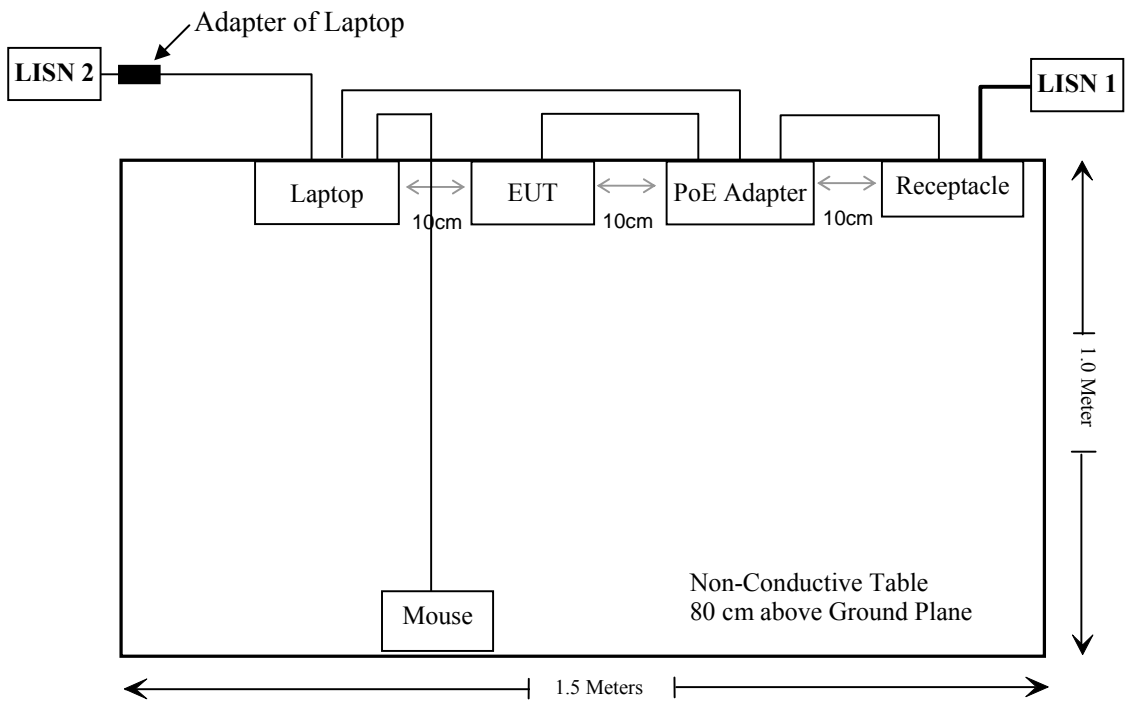 Adapter of Laptop
LISN 2
LISN 1
Laptop
EUT
PoE Adapter
Receptacle
10cm
10cm
10cm
1.0 Meter
Non-Conductive Table
80 cm above Ground Plane
Mouse
1.5 Meters